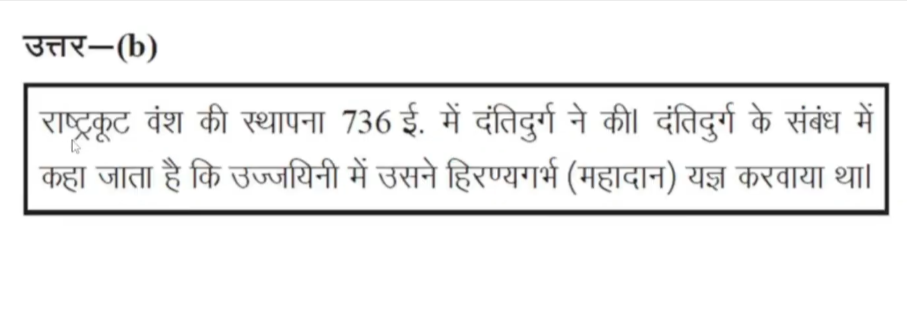 उत्तर—(b)
राष्ट्रकूट वंश की स्थापना 736 ई. में दंतिदुर्ग ने की। दंतिदुर्ग के संबंध में
कहा जाता है कि उज्जयिनी में उसने हिरण्यगर्भ (महादान) यज्ञ करवाया था।